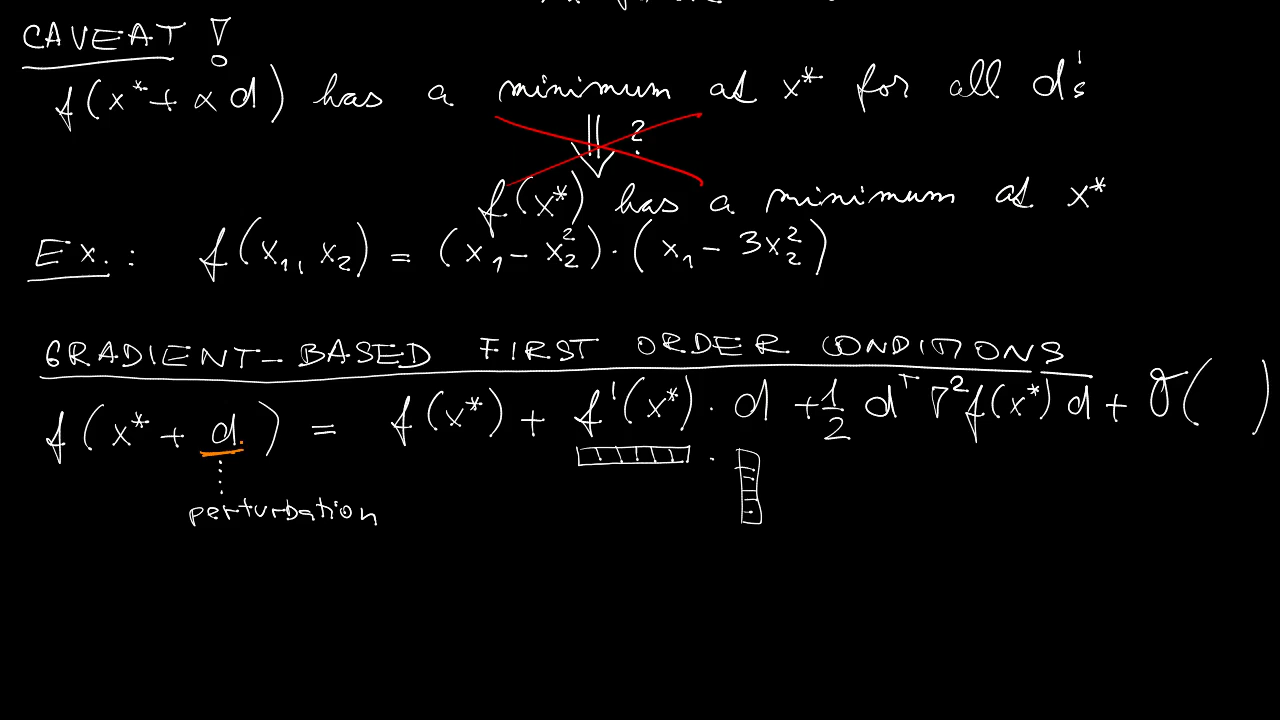 CAVEAT !
f(x* + α d) has a minimum at x* for all d's
⇓ ?
f(x*) has a minimum at x*
Ex.: f(x₁, x₂) = (x₁ − x₂²)·(x₁ − 3x₂²)
GRADIENT-BASED FIRST ORDER CONDITIONS
f(x* + d) = f(x*) + f'(x*) · d + ½ dᵀ ∇²f(x*) d + O( )
perturbation